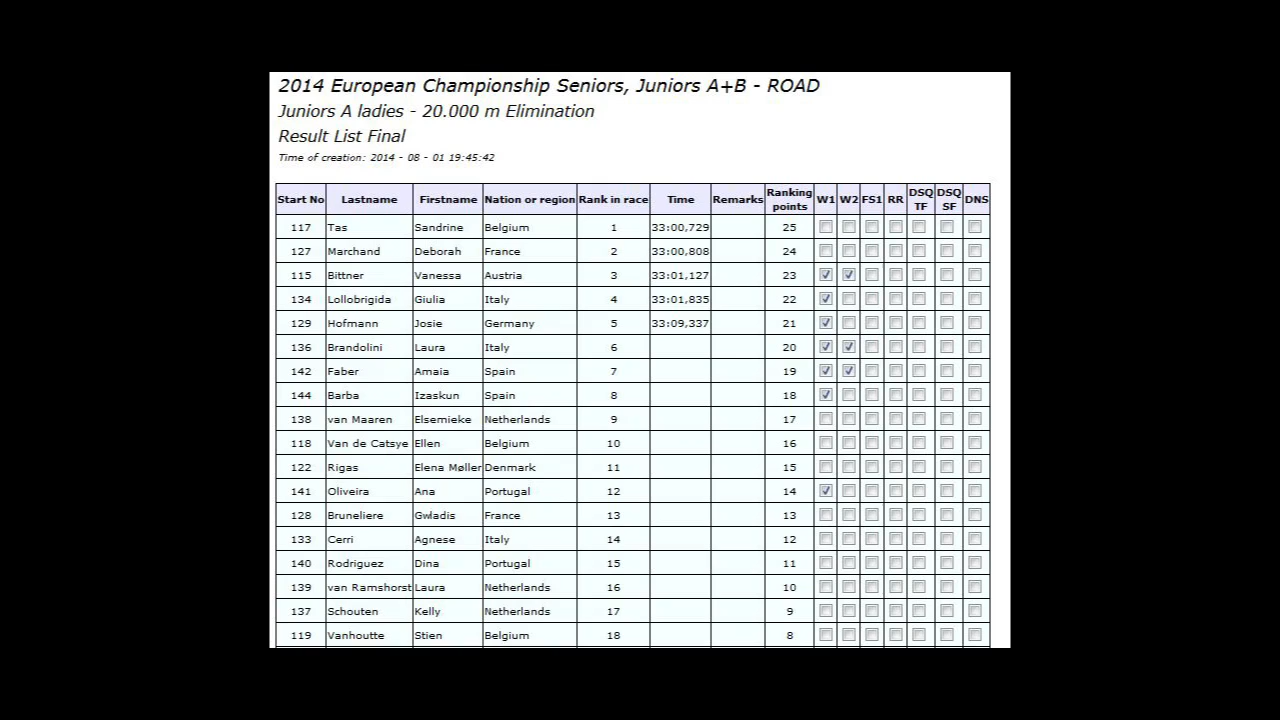 2014 European Championship Seniors, Juniors A+B - ROAD
Juniors A ladies - 20.000 m Elimination
Result List Final
Time of creation: 2014 - 08 - 01 19:45:42
Start No Lastname Firstname Nation or region Rank in race Time Remarks Ranking points W1 W2 FS1 RR DSQ TF DSQ SF DNS
117 Tas Sandrine Belgium 1 33:00,729 25
127 Marchand Deborah France 2 33:00,808 24
115 Bittner Vanessa Austria 3 33:01,127 23
134 Lollobrigida Giulia Italy 4 33:01,835 22
129 Hofmann Josie Germany 5 33:09,337 21
136 Brandolini Laura Italy 6 20
142 Faber Amaia Spain 7 19
144 Barba Izaskun Spain 8 18
138 van Maaren Elsemieke Netherlands 9 17
118 Van de Catsye Ellen Belgium 10 16
122 Rigas Elena Møller Denmark 11 15
141 Oliveira Ana Portugal 12 14
128 Bruneliere Gwladis France 13 13
133 Cerri Agnese Italy 14 12
140 Rodriguez Dina Portugal 15 11
139 van Ramshorst Laura Netherlands 16 10
137 Schouten Kelly Netherlands 17 9
119 Vanhoutte Stien Belgium 18 8